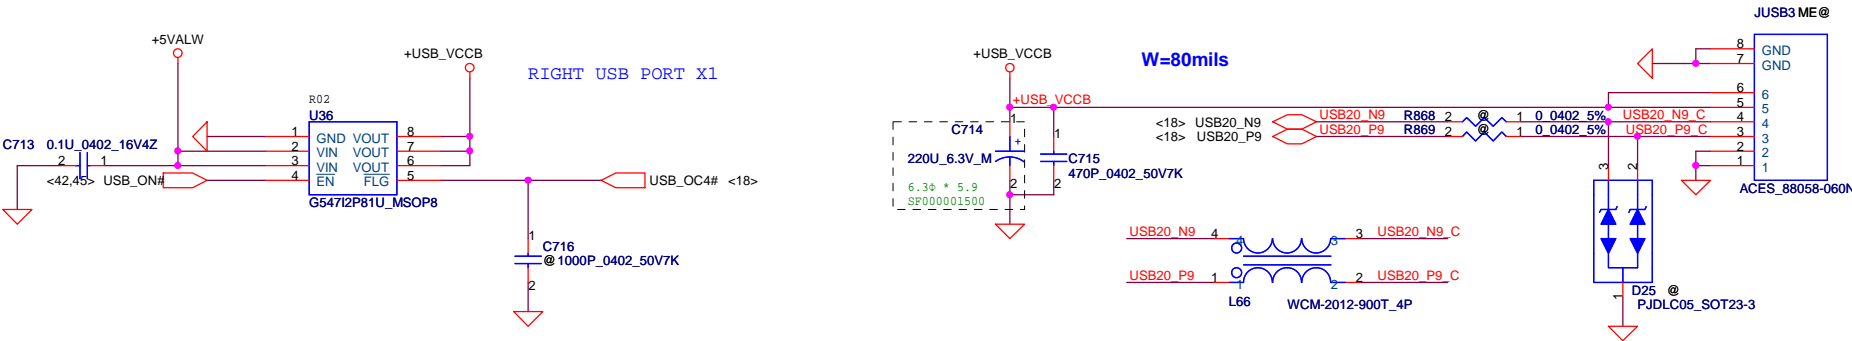 +5VALW
+USB_VCCB
RIGHT USB PORT X1
R02
U36
C713 0.1U_0402_16V4Z
2 1
1 GND VOUT 8
2 VIN VOUT 7
3 VIN VOUT 6
4 EN FLG 5
<42,45> USB_ON#
USB_OC4# <18>
G547I2P81U_MSOP8
1
C716
@ 1000P_0402_50V7K
2
+USB_VCCB
W=80mils
+USB_VCCB
1
C714
+
220U_6.3V_M
2
6.3Φ * 5.9
SF000001500
1
C715
470P_0402_50V7K
2
JUSB3 ME@
8 GND
7 GND
6 6
5 5
4 4
3 3
2 2
1 1
ACES_88058-060N
<18> USB20_N9
USB20_N9 R868 2 @ 1 0_0402_5% USB20_N9_C
<18> USB20_P9
USB20_P9 R869 2 @ 1 0_0402_5% USB20_P9_C
3 2
USB20_N9 4 4 3 3 USB20_N9_C
USB20_P9 1 1 2 2 USB20_P9_C
L66
WCM-2012-900T_4P
1
D25 @
PJDLC05_SOT23-3